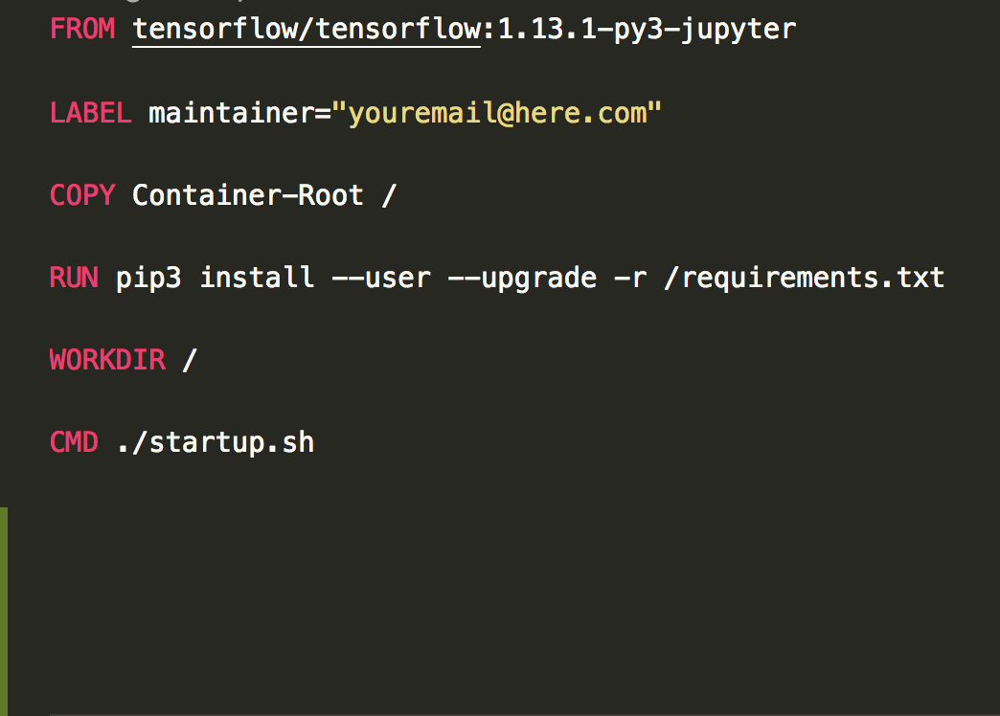 FROM tensorflow/tensorflow:1.13.1-py3-jupyter
LABEL maintainer="youremail@here.com"
COPY Container-Root /
RUN pip3 install --user --upgrade -r /requirements.txt
WORKDIR /
CMD ./startup.sh